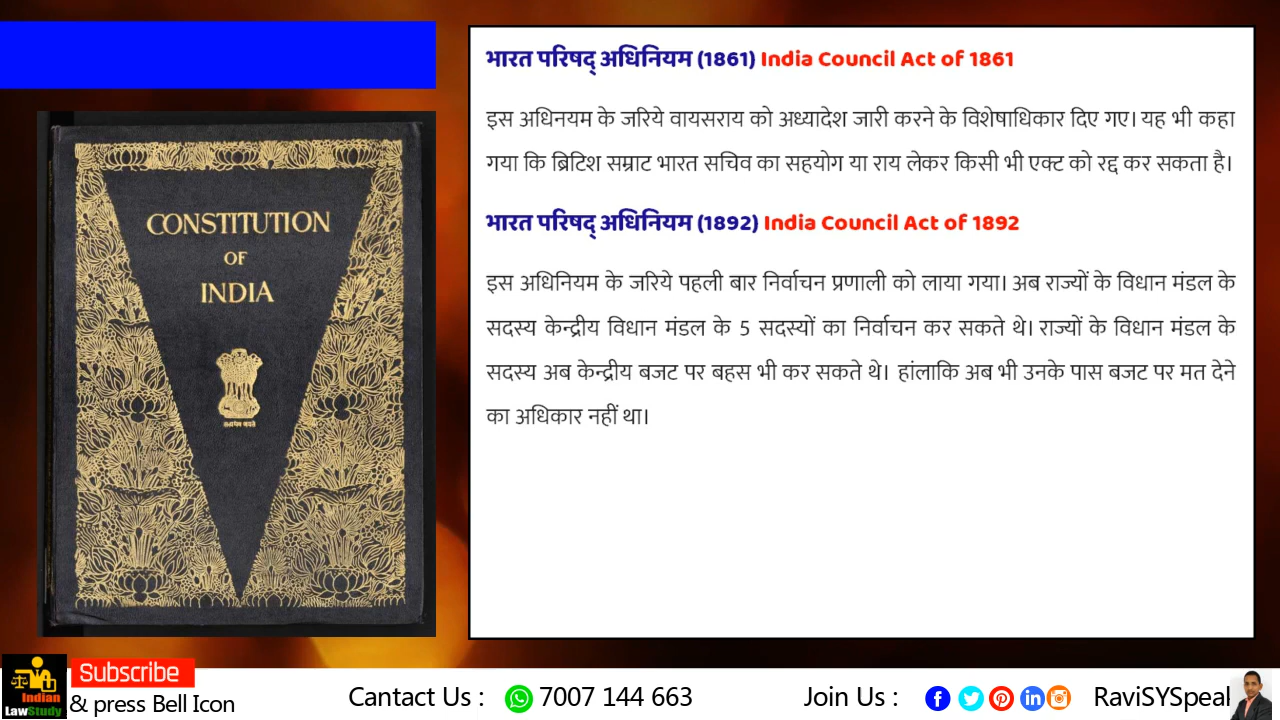 भारत परिषद् अधिनियम (1861) India Council Act of 1861
इस अधिनयम के जरिये वायसराय को अध्यादेश जारी करने के विशेषाधिकार दिए गए। यह भी कहा
गया कि ब्रिटिश सम्राट भारत सचिव का सहयोग या राय लेकर किसी भी एक्ट को रद्द कर सकता है।
भारत परिषद् अधिनियम (1892) India Council Act of 1892
इस अधिनियम के जरिये पहली बार निर्वाचन प्रणाली को लाया गया। अब राज्यों के विधान मंडल के
सदस्य केन्द्रीय विधान मंडल के 5 सदस्यों का निर्वाचन कर सकते थे। राज्यों के विधान मंडल के
सदस्य अब केन्द्रीय बजट पर बहस भी कर सकते थे। हांलाकि अब भी उनके पास बजट पर मत देने
का अधिकार नहीं था।
CONSTITUTION
OF
INDIA
सत्यमेव जयते
Indian
LawStudy
Subscribe
& press Bell Icon
Cantact Us :
7007 144 663
Join Us :
RaviSYSpeak